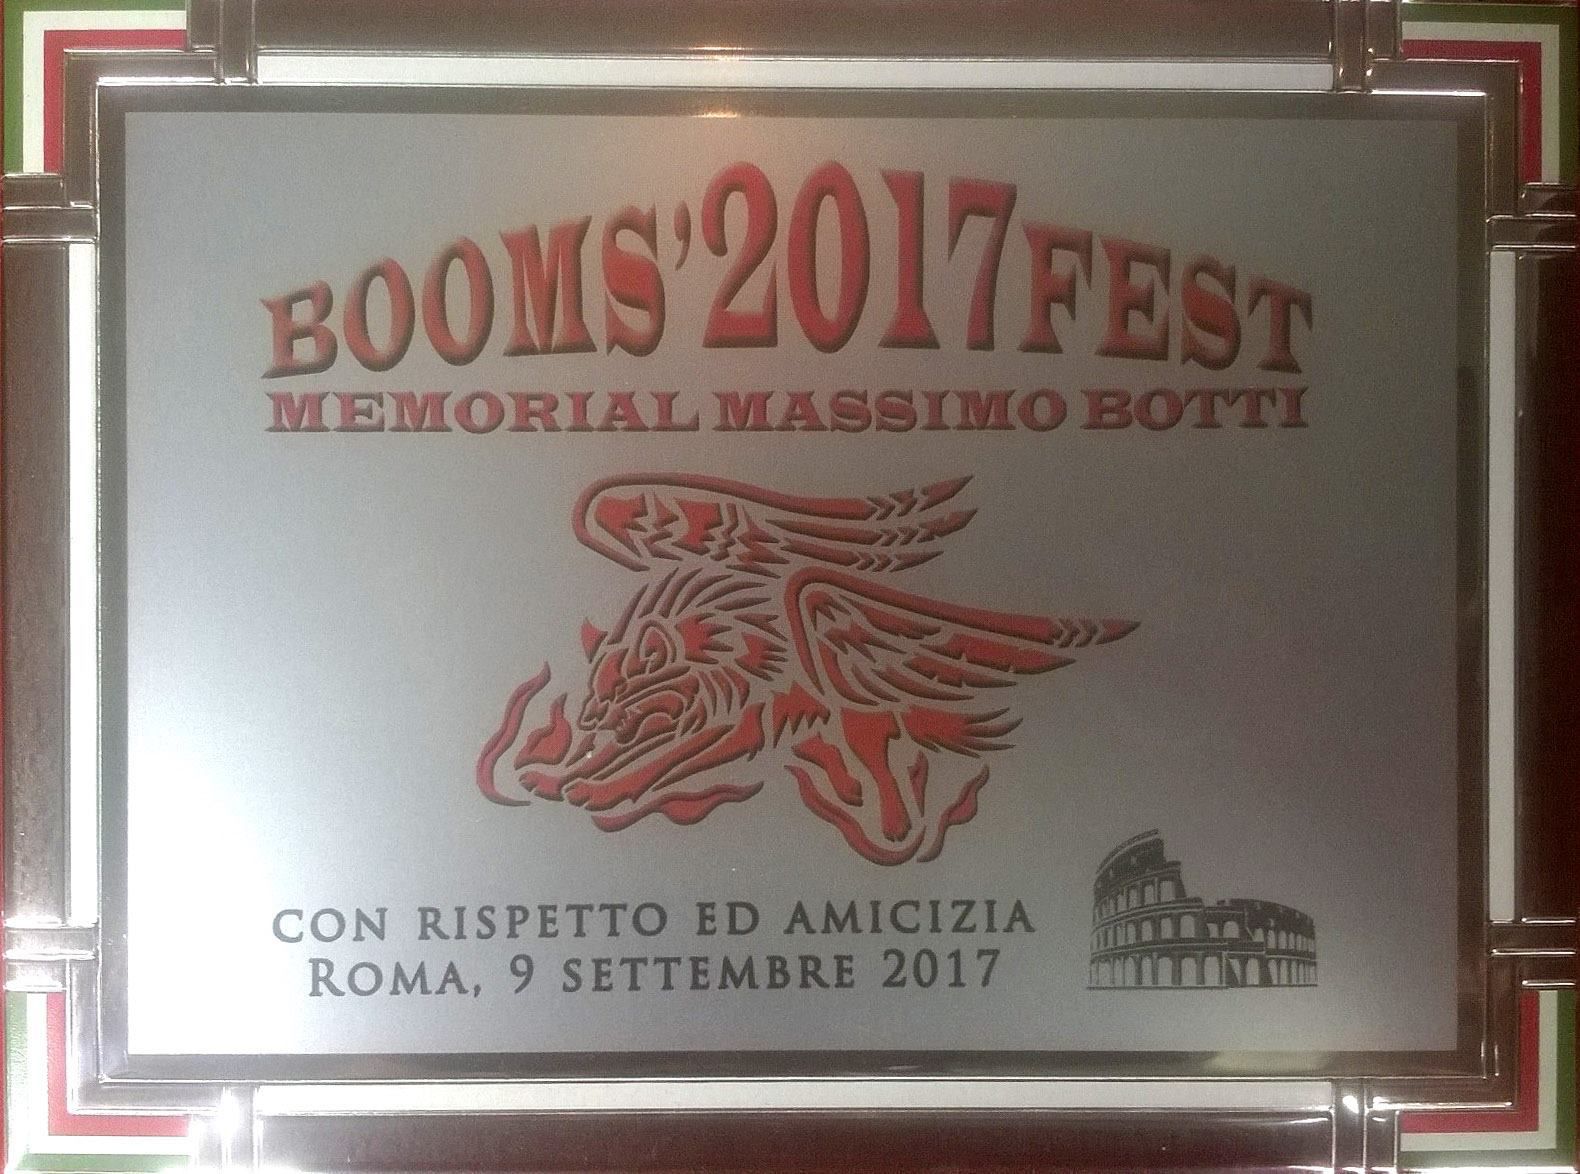 BOOMS'2017FEST
MEMORIAL MASSIMO BOTTI
CON RISPETTO ED AMICIZIA
ROMA, 9 SETTEMBRE 2017